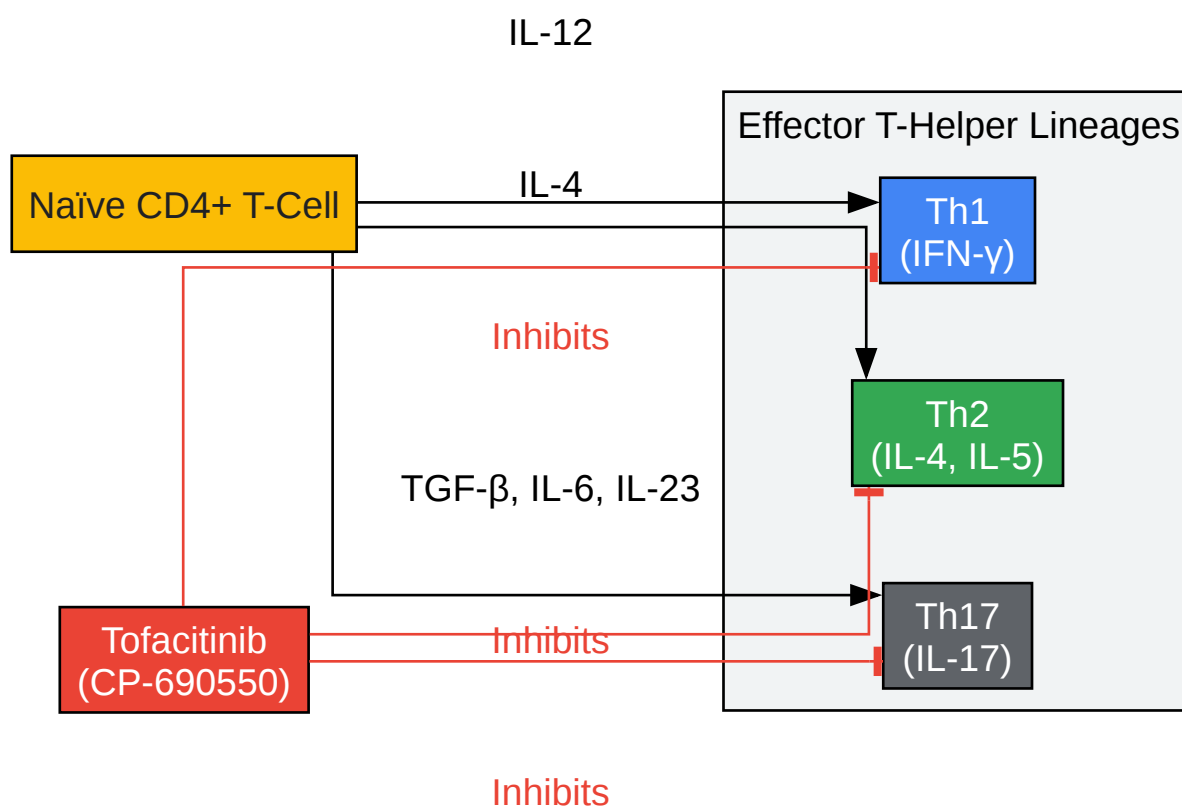 IL-12
Effector T-Helper Lineages
Naïve CD4+ T-Cell
IL-4
Th1
(IFN-γ)
Inhibits
Th2
(IL-4, IL-5)
TGF-β, IL-6, IL-23
Tofacitinib
(CP-690550)
Inhibits
Th17
(IL-17)
Inhibits